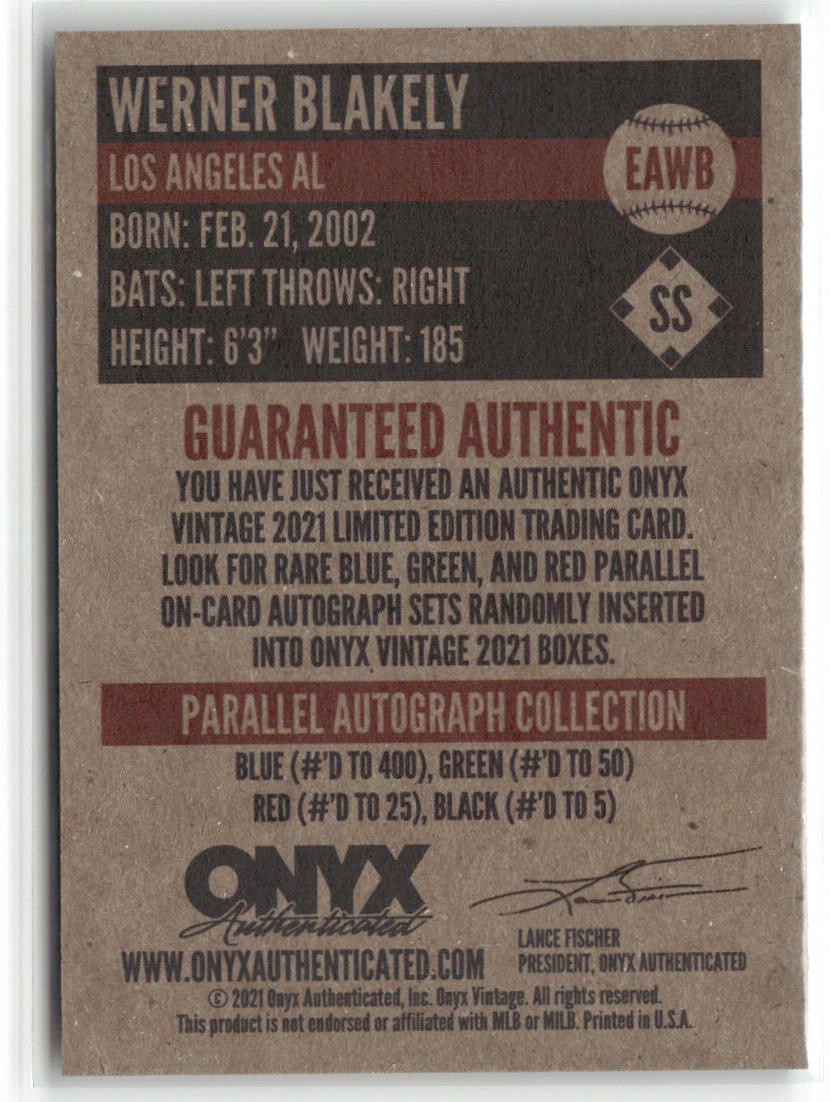 WERNER BLAKELY
LOS ANGELES AL
EAWB
BORN: FEB. 21, 2002
BATS: LEFT THROWS: RIGHT
SS
HEIGHT: 6'3" WEIGHT: 185
GUARANTEED AUTHENTIC
YOU HAVE JUST RECEIVED AN AUTHENTIC ONYX
VINTAGE 2021 LIMITED EDITION TRADING CARD.
LOOK FOR RARE BLUE, GREEN, AND RED PARALLEL
ON-CARD AUTOGRAPH SETS RANDOMLY INSERTED
INTO ONYX VINTAGE 2021 BOXES.
PARALLEL AUTOGRAPH COLLECTION
BLUE (#'D TO 400), GREEN (#'D TO 50)
RED (#'D TO 25), BLACK (#'D TO 5)
ONYX
Authenticated
WWW.ONYXAUTHENTICATED.COM
LANCE FISCHER
PRESIDENT, ONYX AUTHENTICATED
© 2021 Onyx Authenticated, Inc. Onyx Vintage. All rights reserved.
This product is not endorsed or affiliated with MLB or MILB. Printed in U.S.A.